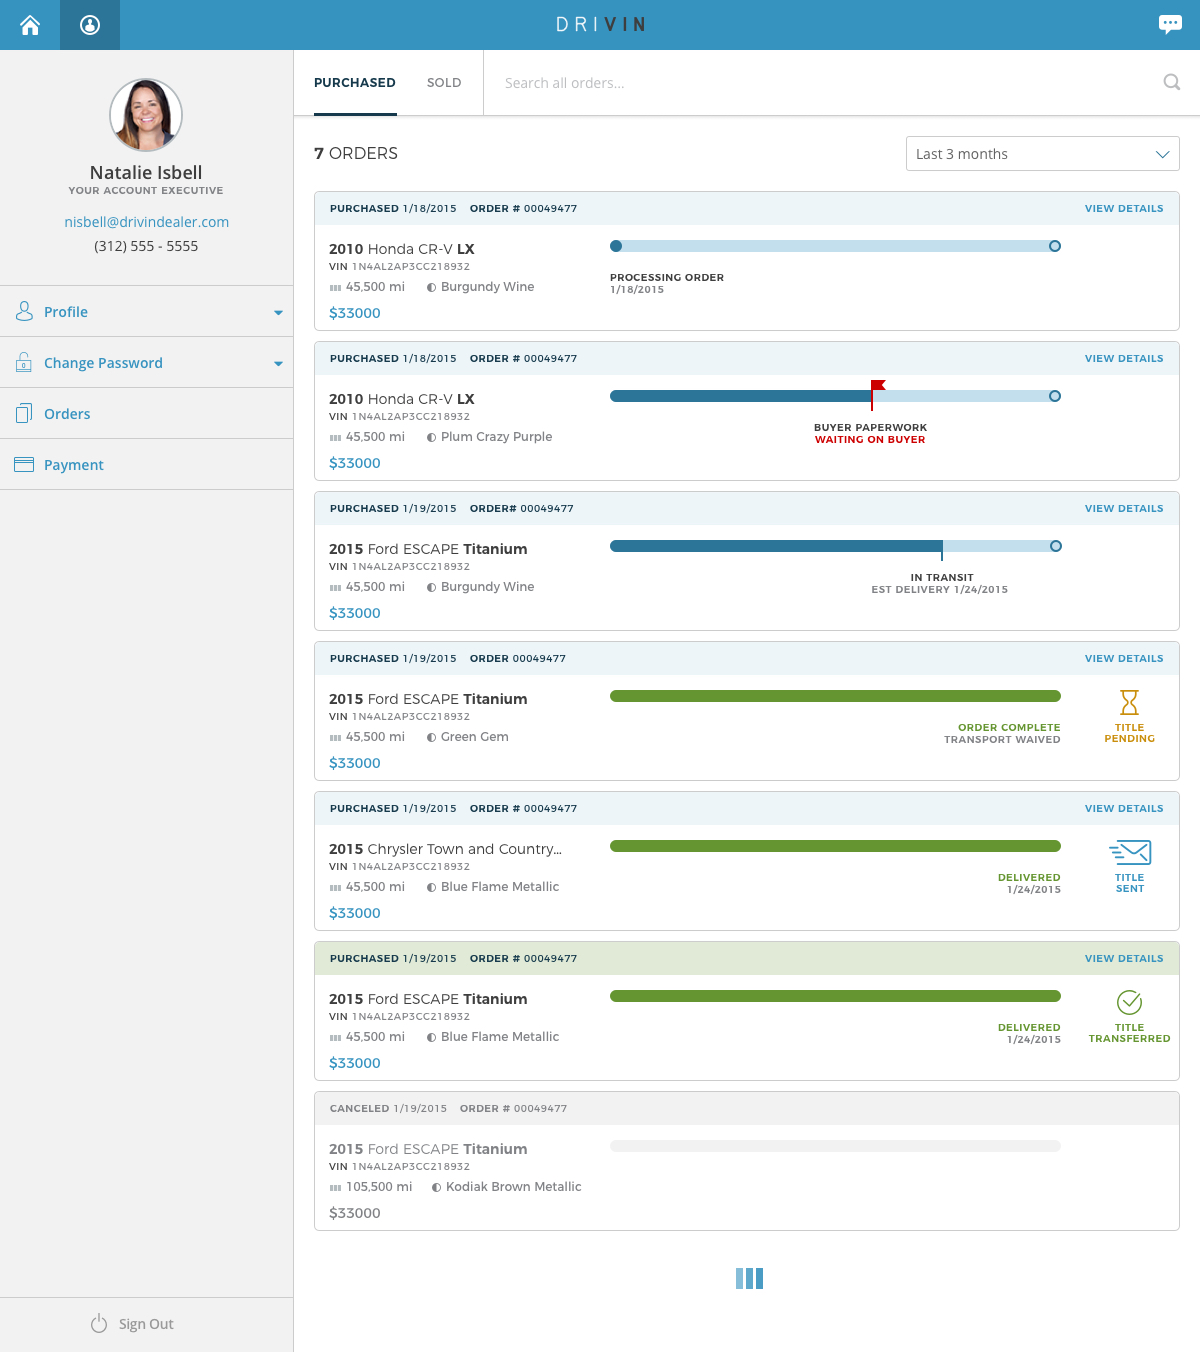 DRIVIN
Natalie Isbell
YOUR ACCOUNT EXECUTIVE
nisbell@drivindealer.com
(312) 555 - 5555
Profile
Change Password
Orders
Payment
Sign Out
PURCHASED SOLD Search all orders...
7 ORDERS Last 3 months
PURCHASED 1/18/2015 ORDER # 00049477 VIEW DETAILS
2010 Honda CR-V LX
VIN 1N4AL2AP3CC218932
45,500 mi Burgundy Wine
$33000
PROCESSING ORDER
1/18/2015
PURCHASED 1/18/2015 ORDER # 00049477 VIEW DETAILS
2010 Honda CR-V LX
VIN 1N4AL2AP3CC218932
45,500 mi Plum Crazy Purple
$33000
BUYER PAPERWORK
WAITING ON BUYER
PURCHASED 1/19/2015 ORDER# 00049477 VIEW DETAILS
2015 Ford ESCAPE Titanium
VIN 1N4AL2AP3CC218932
45,500 mi Burgundy Wine
$33000
IN TRANSIT
EST DELIVERY 1/24/2015
PURCHASED 1/19/2015 ORDER 00049477 VIEW DETAILS
2015 Ford ESCAPE Titanium
VIN 1N4AL2AP3CC218932
45,500 mi Green Gem
$33000
ORDER COMPLETE
TRANSPORT WAIVED
TITLE
PENDING
PURCHASED 1/19/2015 ORDER # 00049477 VIEW DETAILS
2015 Chrysler Town and Country...
VIN 1N4AL2AP3CC218932
45,500 mi Blue Flame Metallic
$33000
DELIVERED
1/24/2015
TITLE
SENT
PURCHASED 1/19/2015 ORDER # 00049477 VIEW DETAILS
2015 Ford ESCAPE Titanium
VIN 1N4AL2AP3CC218932
45,500 mi Blue Flame Metallic
$33000
DELIVERED
1/24/2015
TITLE
TRANSFERRED
CANCELED 1/19/2015 ORDER # 00049477
2015 Ford ESCAPE Titanium
VIN 1N4AL2AP3CC218932
105,500 mi Kodiak Brown Metallic
$33000